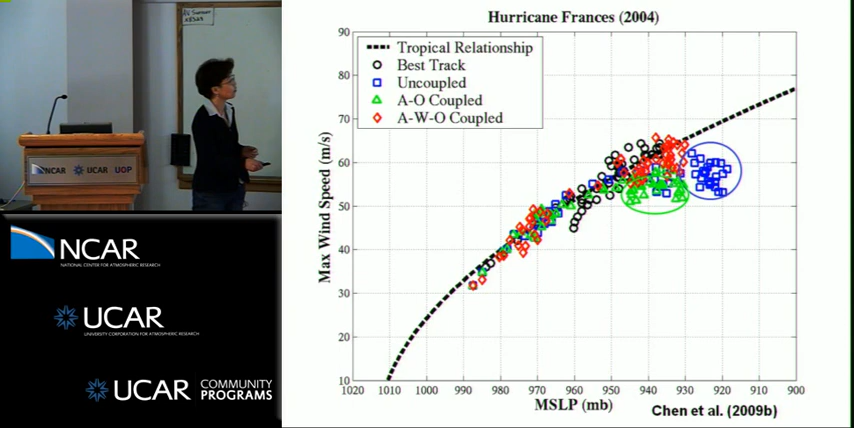 Hurricane Frances (2004)
Tropical Relationship
Best Track
Uncoupled
A-O Coupled
A-W-O Coupled
Max Wind Speed (m/s)
90
80
70
60
50
40
30
20
10
1020 1010 1000 990 980 970 960 950 940 930 920 910 900
MSLP (mb)
Chen et al. (2009b)
NCAR UCAR UOP
NCAR
NATIONAL CENTER FOR ATMOSPHERIC RESEARCH
UCAR
UNIVERSITY CORPORATION FOR ATMOSPHERIC RESEARCH
UCAR COMMUNITY
PROGRAMS